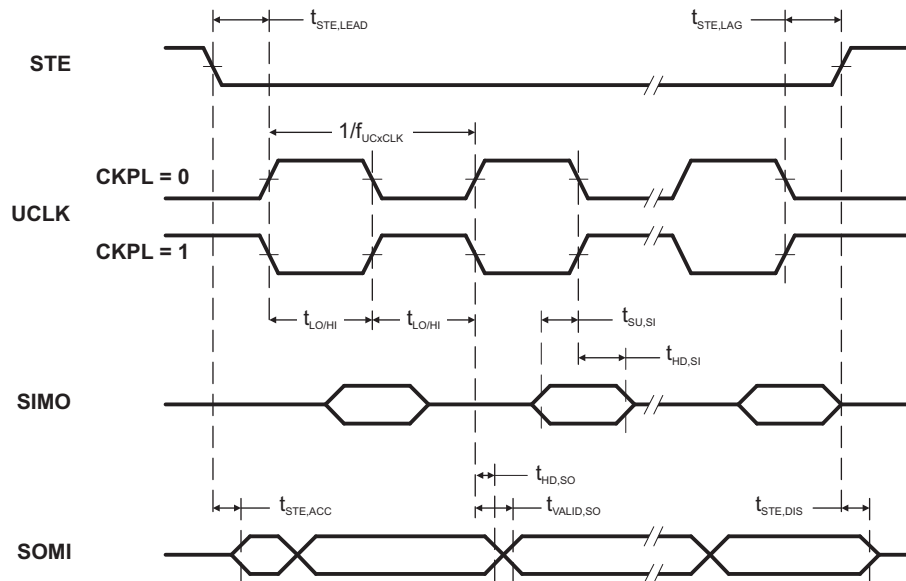 tSTE,LEAD
tSTE,LAG
STE
1/fUCxCLK
CKPL = 0
UCLK
CKPL = 1
tLO/HI tLO/HI
tSU,SI
tHD,SI
SIMO
tHD,SO
tSTE,ACC tVALID,SO tSTE,DIS
SOMI